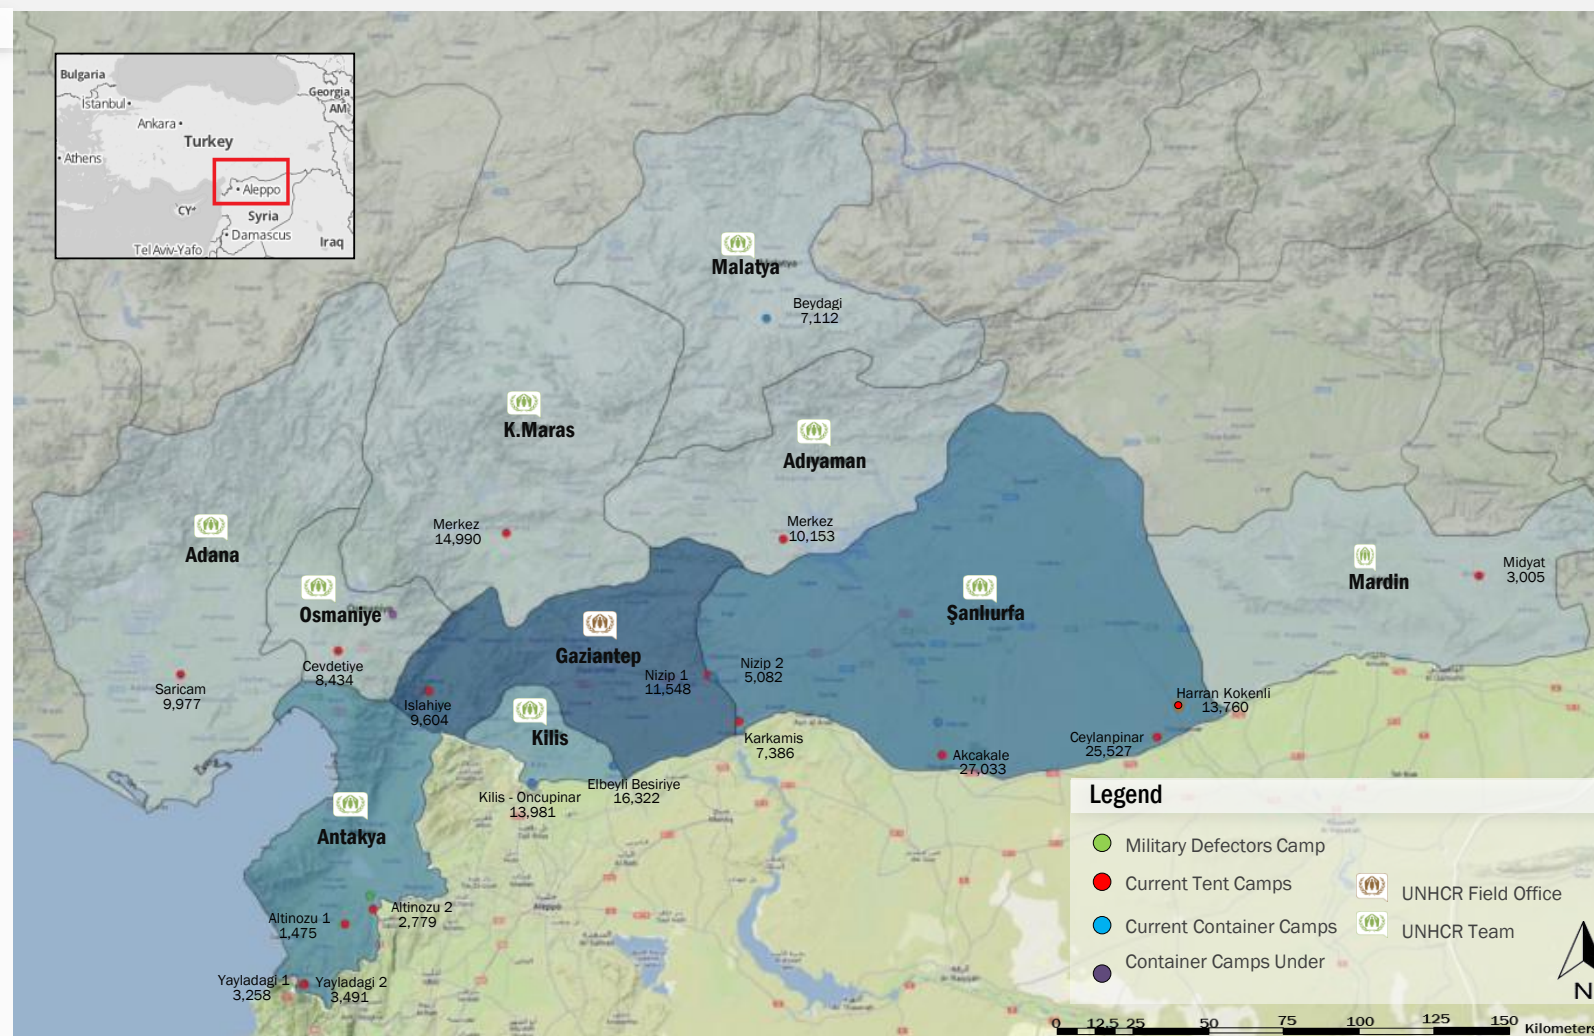 Bulgaria
Georgia
Istanbul
AM
Ankara
Turkey
Athens
Aleppo
CY
Syria
Damascus
Tel Aviv-Yafo
Iraq
Malatya
Beydagi
7,112
K.Maras
Adıyaman
Merkez
14,990
Merkez
10,153
Adana
Osmaniye
Gaziantep
Şanlıurfa
Mardin
Midyat
3,005
Cevdetiye
8,434
Saricam
9,977
Islahiye
9,604
Nizip 1
11,548
Nizip 2
5,082
Kilis
Karkamis
7,386
Harran Kokenli
13,760
Ceylanpinar
25,527
Akcakale
27,033
Elbeyli Besiriye
16,322
Kilis - Oncupinar
13,981
Antakya
Altinozu 1
1,475
Altinozu 2
2,779
Yayladagi 1
3,258
Yayladagi 2
3,491
Legend
Military Defectors Camp
Current Tent Camps
Current Container Camps
Container Camps Under
UNHCR Field Office
UNHCR Team
N
0 12,5 25 50 75 100 125 150 Kilometers